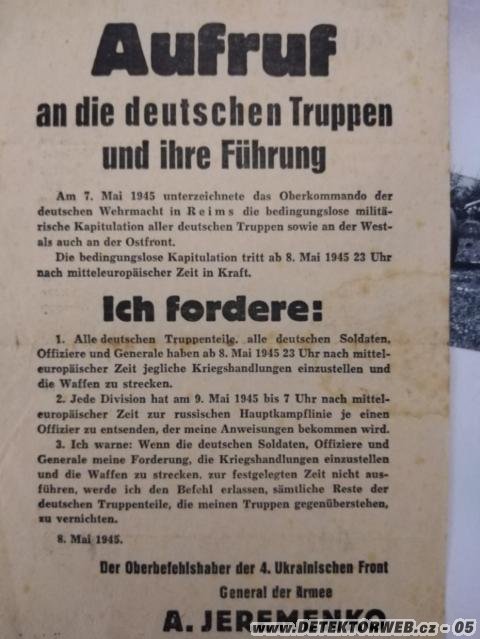 Aufruf
an die deutschen Truppen
und ihre Führung
Am 7. Mai 1945 unterzeichnete das Oberkommando der
deutschen Wehrmacht in Reims die bedingungslose militä-
rische Kapitulation aller deutschen Truppen sowie an der West-
als auch an der Ostfront.
Die bedingungslose Kapitulation tritt ab 8. Mai 1945 23 Uhr
nach mitteleuropäischer Zeit in Kraft.
Ich fordere:
1. Alle deutschen Truppenteile, alle deutschen Soldaten,
Offiziere und Generale haben ab 8. Mai 1945 23 Uhr nach mittel-
europäischer Zeit jegliche Kriegshandlungen einzustellen und
die Waffen zu strecken.
2. Jede Division hat am 9. Mai 1945 bis 7 Uhr nach mittel-
europäischer Zeit zur russischen Hauptkampflinie je einen
Offizier zu entsenden, der meine Anweisungen bekommen wird.
3. Ich warne: Wenn die deutschen Soldaten, Offiziere und
Generale meine Forderung, die Kriegshandlungen einzustellen
und die Waffen zu strecken, zur festgelegten Zeit nicht aus-
führen, werde ich den Befehl erlassen, sämtliche Reste der
deutschen Truppenteile, die meinen Truppen gegenüberstehen,
zu vernichten.
8. Mai 1945.
Der Oberbefehlshaber der 4. Ukrainischen Front
General der Armee
A. JEREMENKO
www.DETEKTORWEB.cz - 05